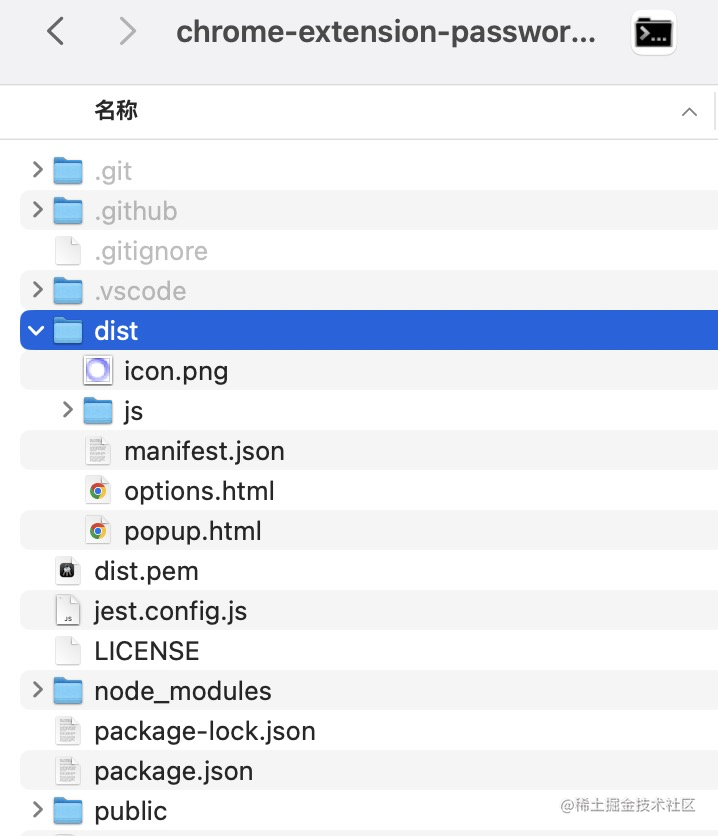 chrome-extension-passwor...
名称
.git
.github
.gitignore
.vscode
dist
icon.png
js
manifest.json
options.html
popup.html
dist.pem
jest.config.js
LICENSE
node_modules
package-lock.json
package.json
public
@稀土掘金技术社区